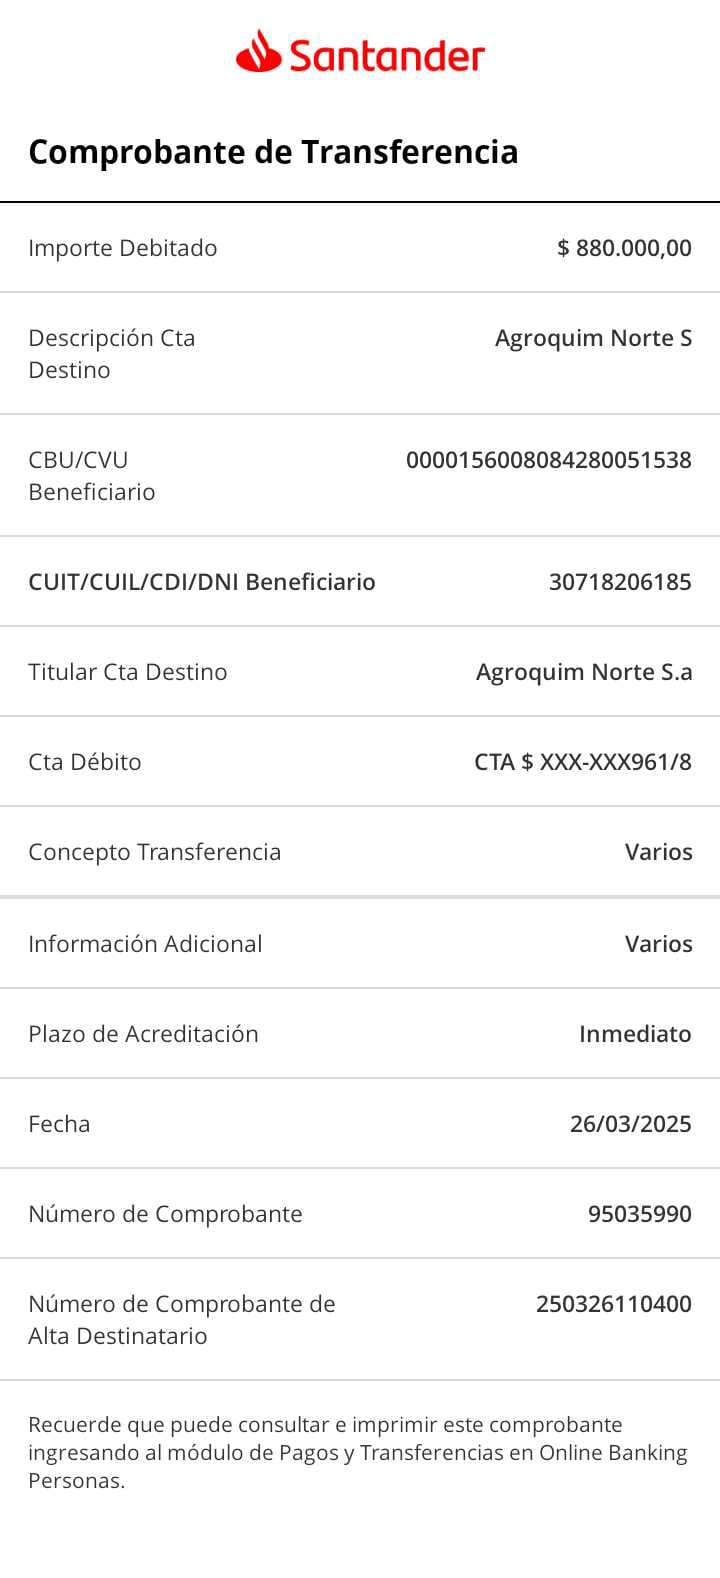 Santander
Comprobante de Transferencia
Importe Debitado $ 880.000,00
Descripción Cta Agroquim Norte S
Destino
CBU/CVU 0000156008084280051538
Beneficiario
CUIT/CUIL/CDI/DNI Beneficiario 30718206185
Titular Cta Destino Agroquim Norte S.a
Cta Débito CTA $ XXX-XXX961/8
Concepto Transferencia Varios
Información Adicional Varios
Plazo de Acreditación Inmediato
Fecha 26/03/2025
Número de Comprobante 95035990
Número de Comprobante de 250326110400
Alta Destinatario
Recuerde que puede consultar e imprimir este comprobante
ingresando al módulo de Pagos y Transferencias en Online Banking
Personas.